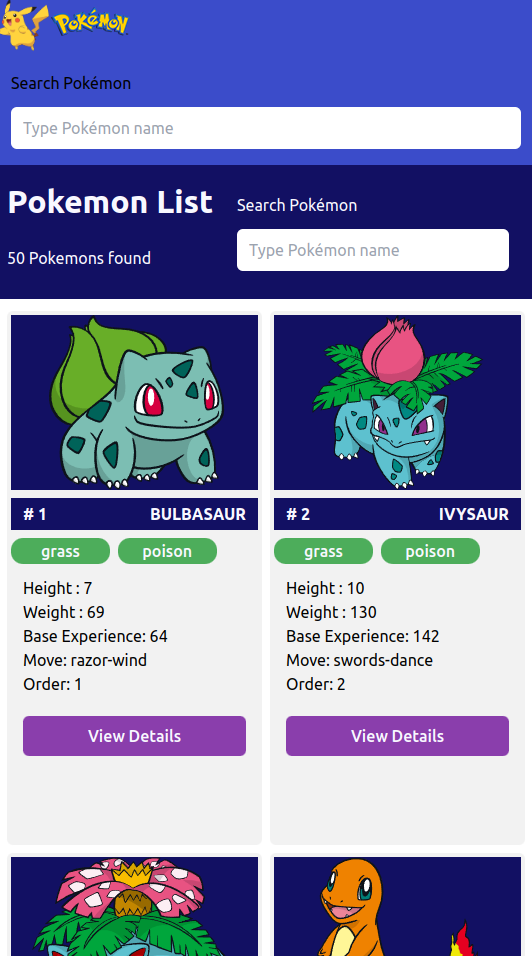 POKéMON
Search Pokémon
Type Pokémon name
Pokemon List
50 Pokemons found
Search Pokémon
Type Pokémon name
# 1 BULBASAUR
grass poison
Height : 7
Weight : 69
Base Experience: 64
Move: razor-wind
Order: 1
View Details
# 2 IVYSAUR
grass poison
Height : 10
Weight : 130
Base Experience: 142
Move: swords-dance
Order: 2
View Details